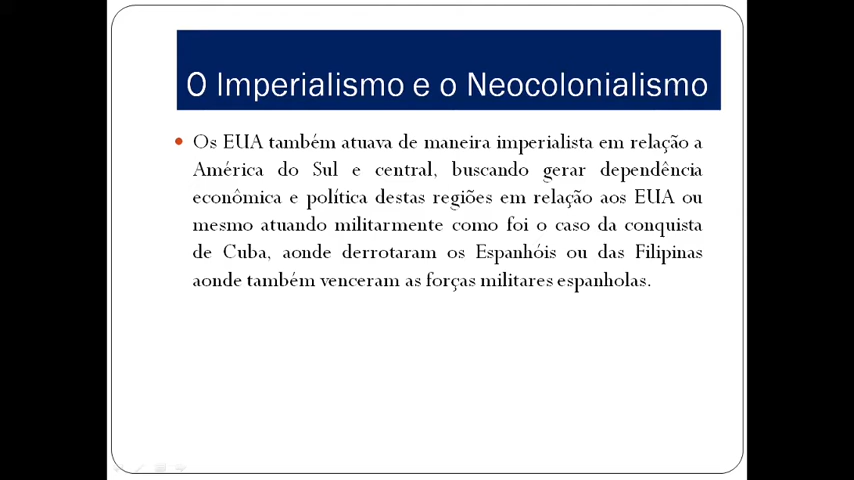 O Imperialismo e o Neocolonialismo
Os EUA também atuava de maneira imperialista em relação a
América do Sul e central, buscando gerar dependência
econômica e política destas regiões em relação aos EUA ou
mesmo atuando militarmente como foi o caso da conquista
de Cuba, aonde derrotaram os Espanhóis ou das Filipinas
aonde também venceram as forças militares espanholas.